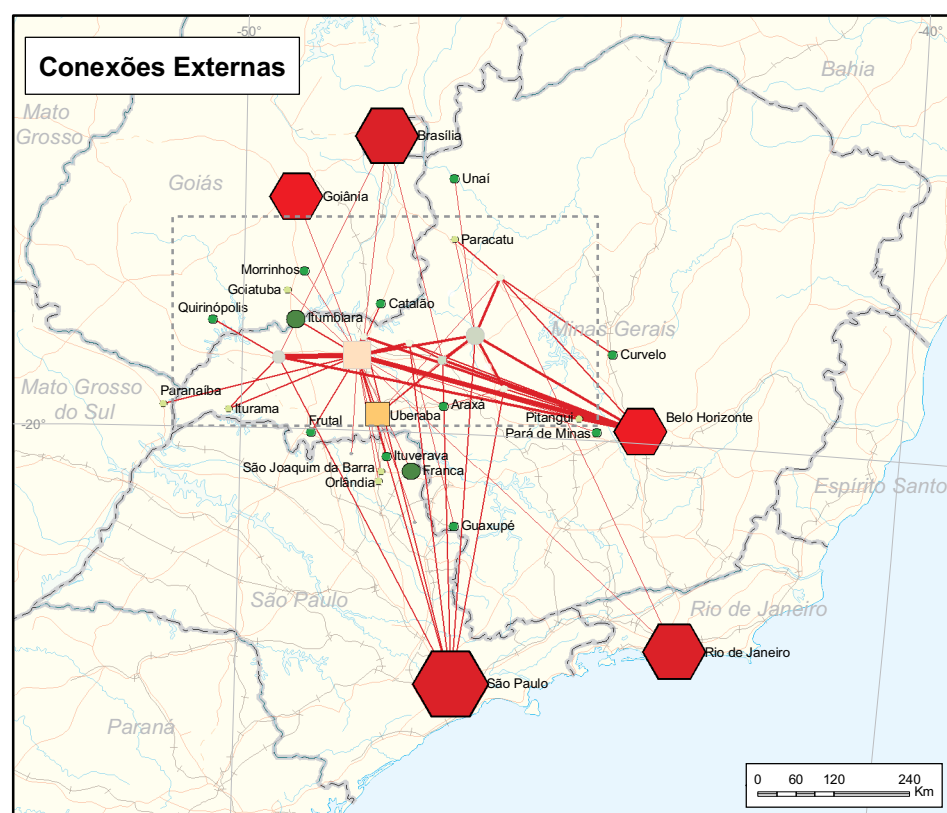 -50°
-40°
Conexões Externas
Bahia
Mato
Grosso
Brasília
Goiás
Unaí
Goiânia
Paracatu
Morrinhos
Goiatuba
Catalão
Quirinópolis
Itumbiara
Minas Gerais
Curvelo
Mato Grosso
do Sul
Paranaíba
Iturama
Araxá
Uberaba
Pitangui
Belo Horizonte
Frutal
-20°
Pará de Minas
Ituverava
São Joaquim da Barra
Franca
Orlândia
Espírito Santo
Guaxupé
São Paulo
Rio de Janeiro
Rio de Janeiro
São Paulo
Paraná
0 60 120 240
Km